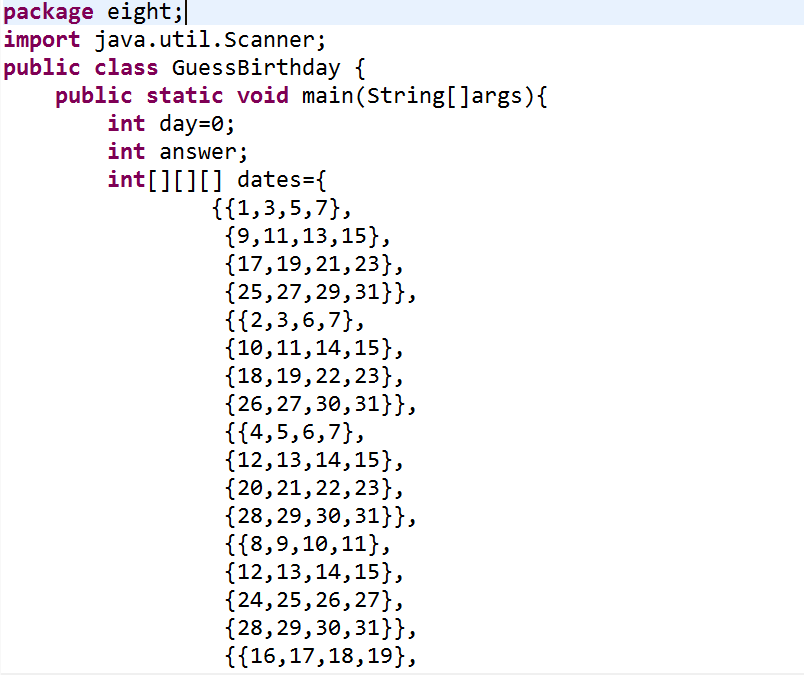 package eight;
import java.util.Scanner;
public class GuessBirthday {
    public static void main(String[]args){
        int day=0;
        int answer;
        int[][][] dates={
                {{1,3,5,7},
                 {9,11,13,15},
                 {17,19,21,23},
                 {25,27,29,31}},
                 {{2,3,6,7},
                 {10,11,14,15},
                 {18,19,22,23},
                 {26,27,30,31}},
                 {{4,5,6,7},
                 {12,13,14,15},
                 {20,21,22,23},
                 {28,29,30,31}},
                 {{8,9,10,11},
                 {12,13,14,15},
                 {24,25,26,27},
                 {28,29,30,31}},
                 {{16,17,18,19},